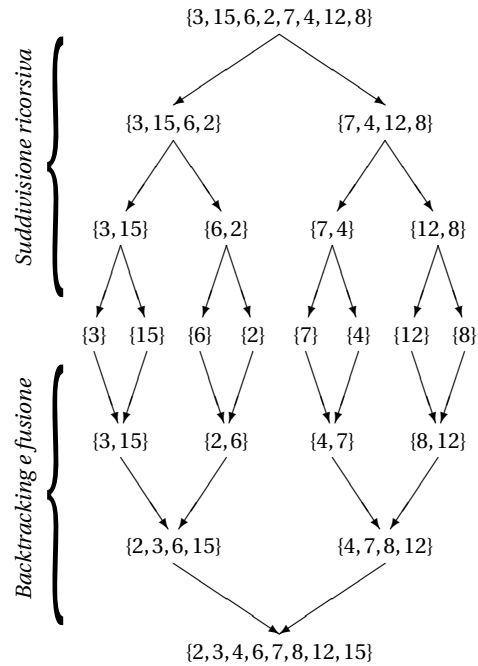 {3, 15, 6, 2, 7, 4, 12, 8}
Suddivisione ricorsiva
{3, 15, 6, 2} {7, 4, 12, 8}
{3, 15} {6, 2} {7, 4} {12, 8}
{3} {15} {6} {2} {7} {4} {12} {8}
Backtracking e fusione
{3, 15} {2, 6} {4, 7} {8, 12}
{2, 3, 6, 15} {4, 7, 8, 12}
{2, 3, 4, 6, 7, 8, 12, 15}